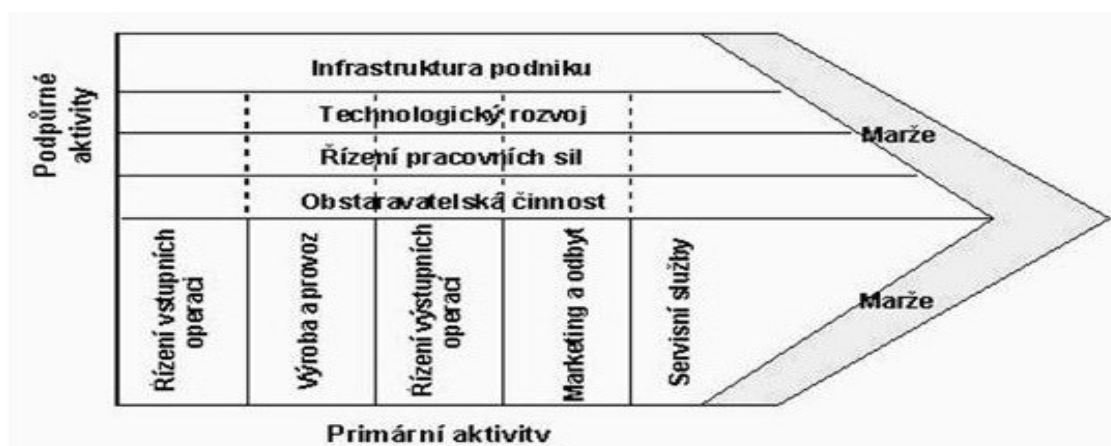 Podpůrné
aktivity
Infrastruktura podniku
Technologický rozvoj
Řízení pracovních sil
Obstaravatelská činnost
Marže
Řízení vstupních
operací
Výroba a provoz
Řízení výstupních
operací
Marketing a odbyt
Servisní služby
Marže
Primární aktivity